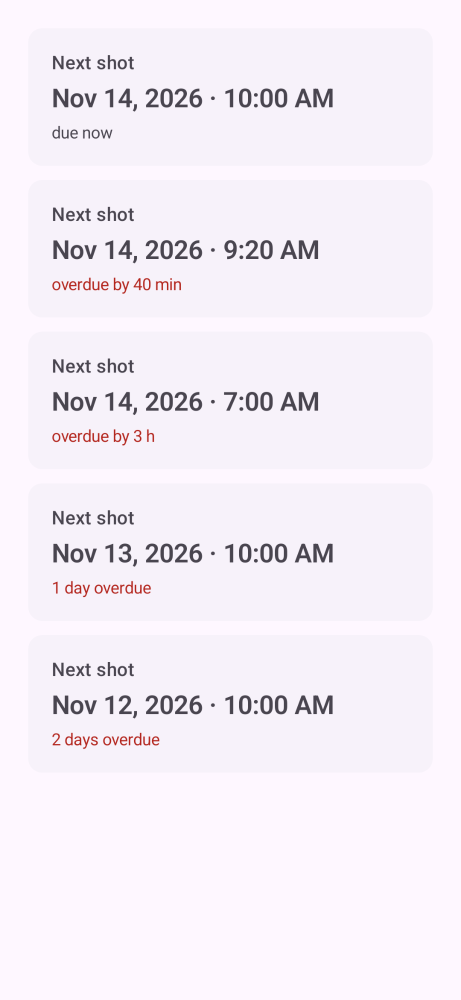 Next shot
Nov 14, 2026 · 10:00 AM
due now
Next shot
Nov 14, 2026 · 9:20 AM
overdue by 40 min
Next shot
Nov 14, 2026 · 7:00 AM
overdue by 3 h
Next shot
Nov 13, 2026 · 10:00 AM
1 day overdue
Next shot
Nov 12, 2026 · 10:00 AM
2 days overdue